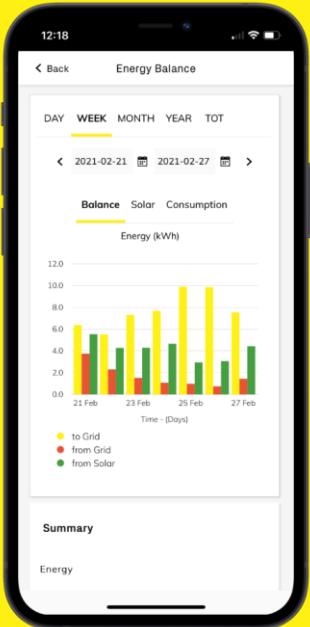 12:18
Back Energy Balance
DAY WEEK MONTH YEAR TOT
2021-02-21 2021-02-27
Balance Solar Consumption
Energy (kWh)
12.0
10.0
8.0
6.0
4.0
2.0
0.0
21 Feb 23 Feb 25 Feb 27 Feb
Time - (Days)
to Grid
from Grid
from Solar
Summary
Energy